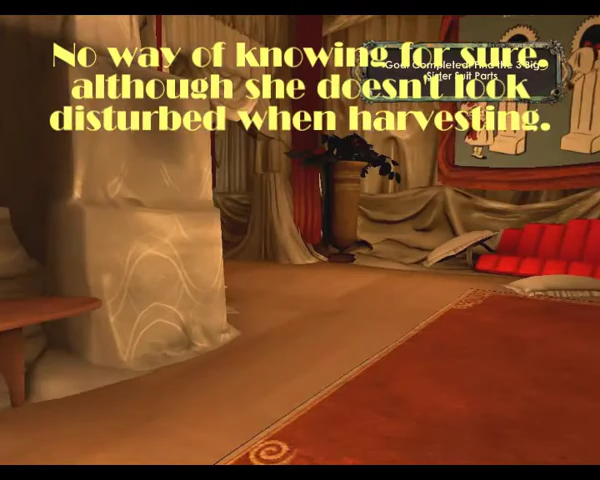 No way of knowing for sure,
Goal Completed: Find the 3 Big
Sister Suit Parts
although she doesn't look
disturbed when harvesting.